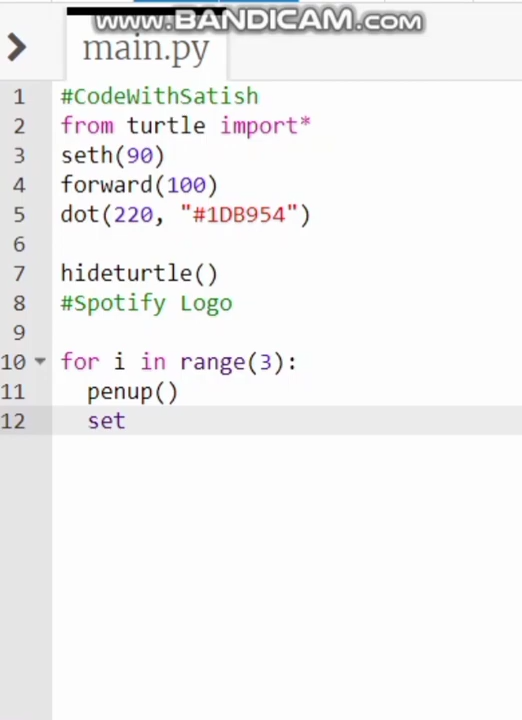 www.BANDICAM.com
main.py
1 #CodeWithSatish
2 from turtle import*
3 seth(90)
4 forward(100)
5 dot(220, "#1DB954")
6
7 hideturtle()
8 #Spotify Logo
9
10 for i in range(3):
11 penup()
12 set